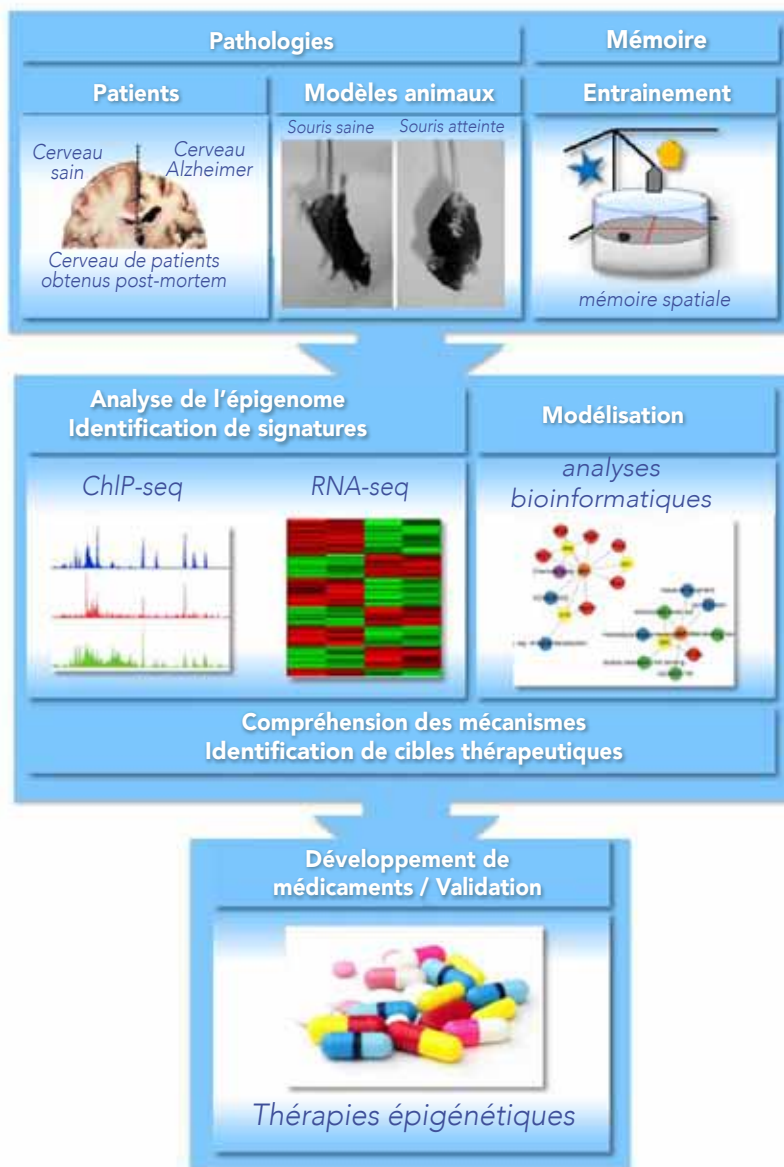 Pathologies
Mémoire
Patients
Modèles animaux
Entrainement
Cerveau
sain
Cerveau
Alzheimer
Cerveau de patients
obtenus post-mortem
Souris saine
Souris atteinte
mémoire spatiale
Analyse de l'épigenome
Identification de signatures
Modélisation
ChIP-seq
RNA-seq
analyses
bioinformatiques
Compréhension des mécanismes
Identification de cibles thérapeutiques
Développement de
médicaments / Validation
Thérapies épigénétiques